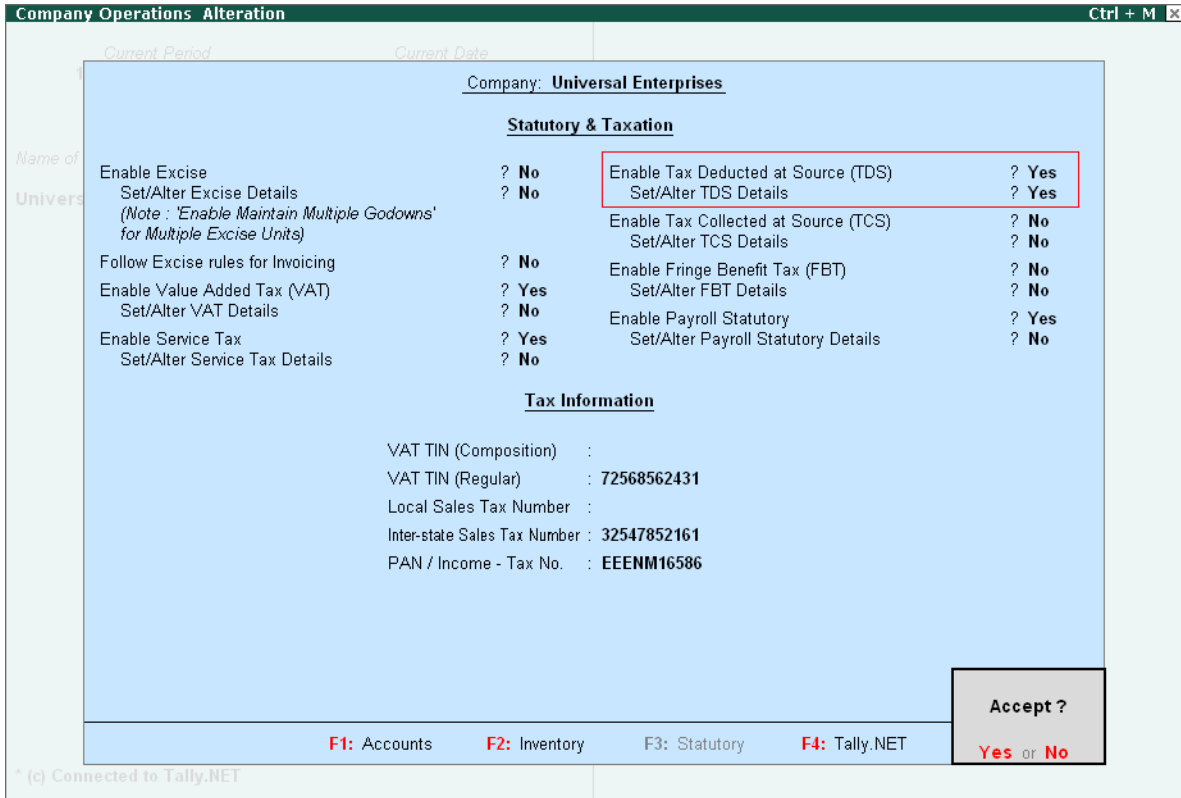 Company Operations Alteration
Ctrl + M
Current Period
Current Date
1
Name of
Univers
Company: Universal Enterprises
Statutory & Taxation
Enable Excise ? No
Set/Alter Excise Details ? No
(Note : 'Enable Maintain Multiple Godowns'
for Multiple Excise Units)
Follow Excise rules for Invoicing ? No
Enable Value Added Tax (VAT) ? Yes
Set/Alter VAT Details ? No
Enable Service Tax ? Yes
Set/Alter Service Tax Details ? No
Enable Tax Deducted at Source (TDS) ? Yes
Set/Alter TDS Details ? Yes
Enable Tax Collected at Source (TCS) ? No
Set/Alter TCS Details ? No
Enable Fringe Benefit Tax (FBT) ? No
Set/Alter FBT Details ? No
Enable Payroll Statutory ? Yes
Set/Alter Payroll Statutory Details ? No
Tax Information
VAT TIN (Composition) :
VAT TIN (Regular) : 72568562431
Local Sales Tax Number :
Inter-state Sales Tax Number : 32547852161
PAN / Income - Tax No. : EEENM16586
F1: Accounts F2: Inventory F3: Statutory F4: Tally.NET
Accept ?
Yes or No
* (c) Connected to Tally.NET